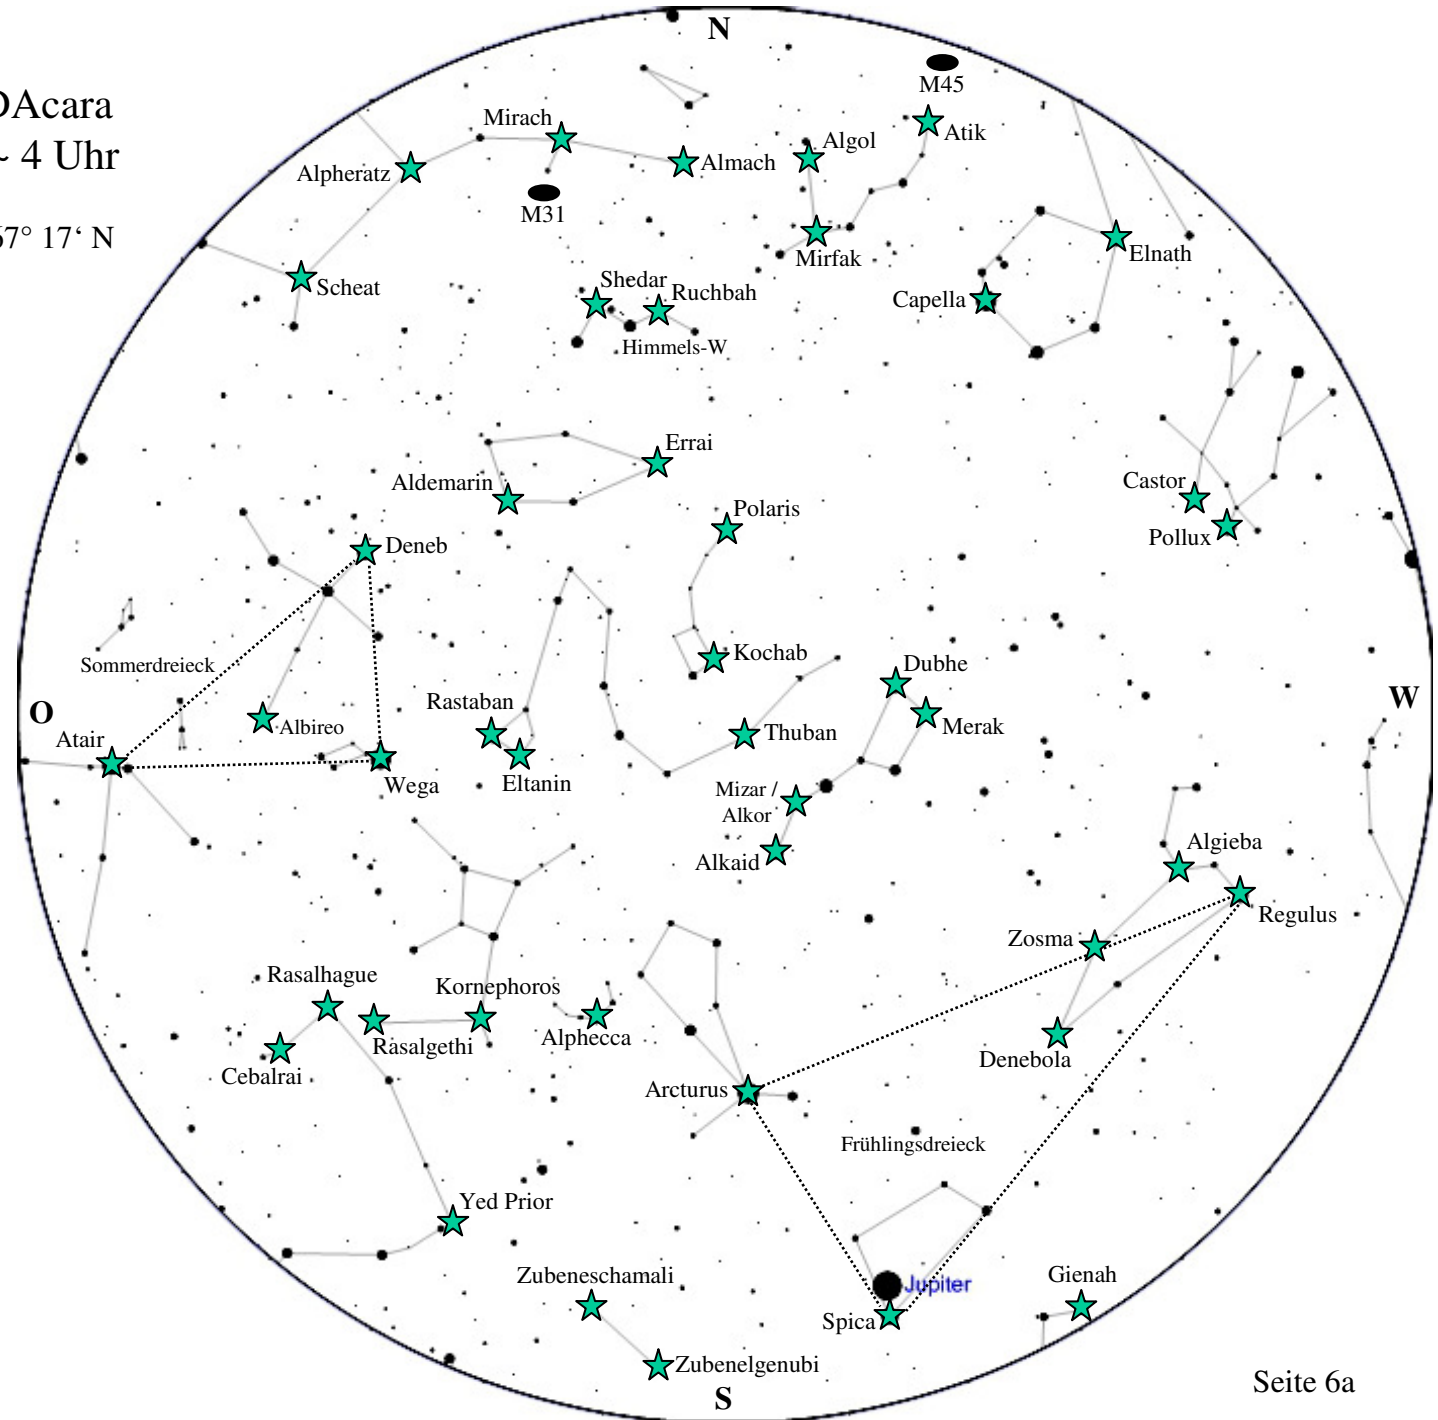 N
M45
DAcara
Mirach
Algol
Atik
~ 4 Uhr
Almach
Alpheratz
M31
67° 17‘ N
Mirfak
Elnath
Scheat
Shedar
Ruchbah
Capella
Himmels-W
Errai
Aldemarin
Castor
Polaris
Pollux
Deneb
Kochab
Dubhe
Sommerdreieck
Rastaban
W
O
Albireo
Merak
Atair
Thuban
Wega
Eltanin
Mizar /
Alkor
Algieba
Alkaid
Regulus
Zosma
Rasalhague
Kornephoros
Alphecca
Rasalgethi
Denebola
Cebalrai
Arcturus
Frühlingsdreieck
Yed Prior
Zubeneschamali
Gienah
Jupiter
Spica
Zubenelgenubi
Seite 6a
S